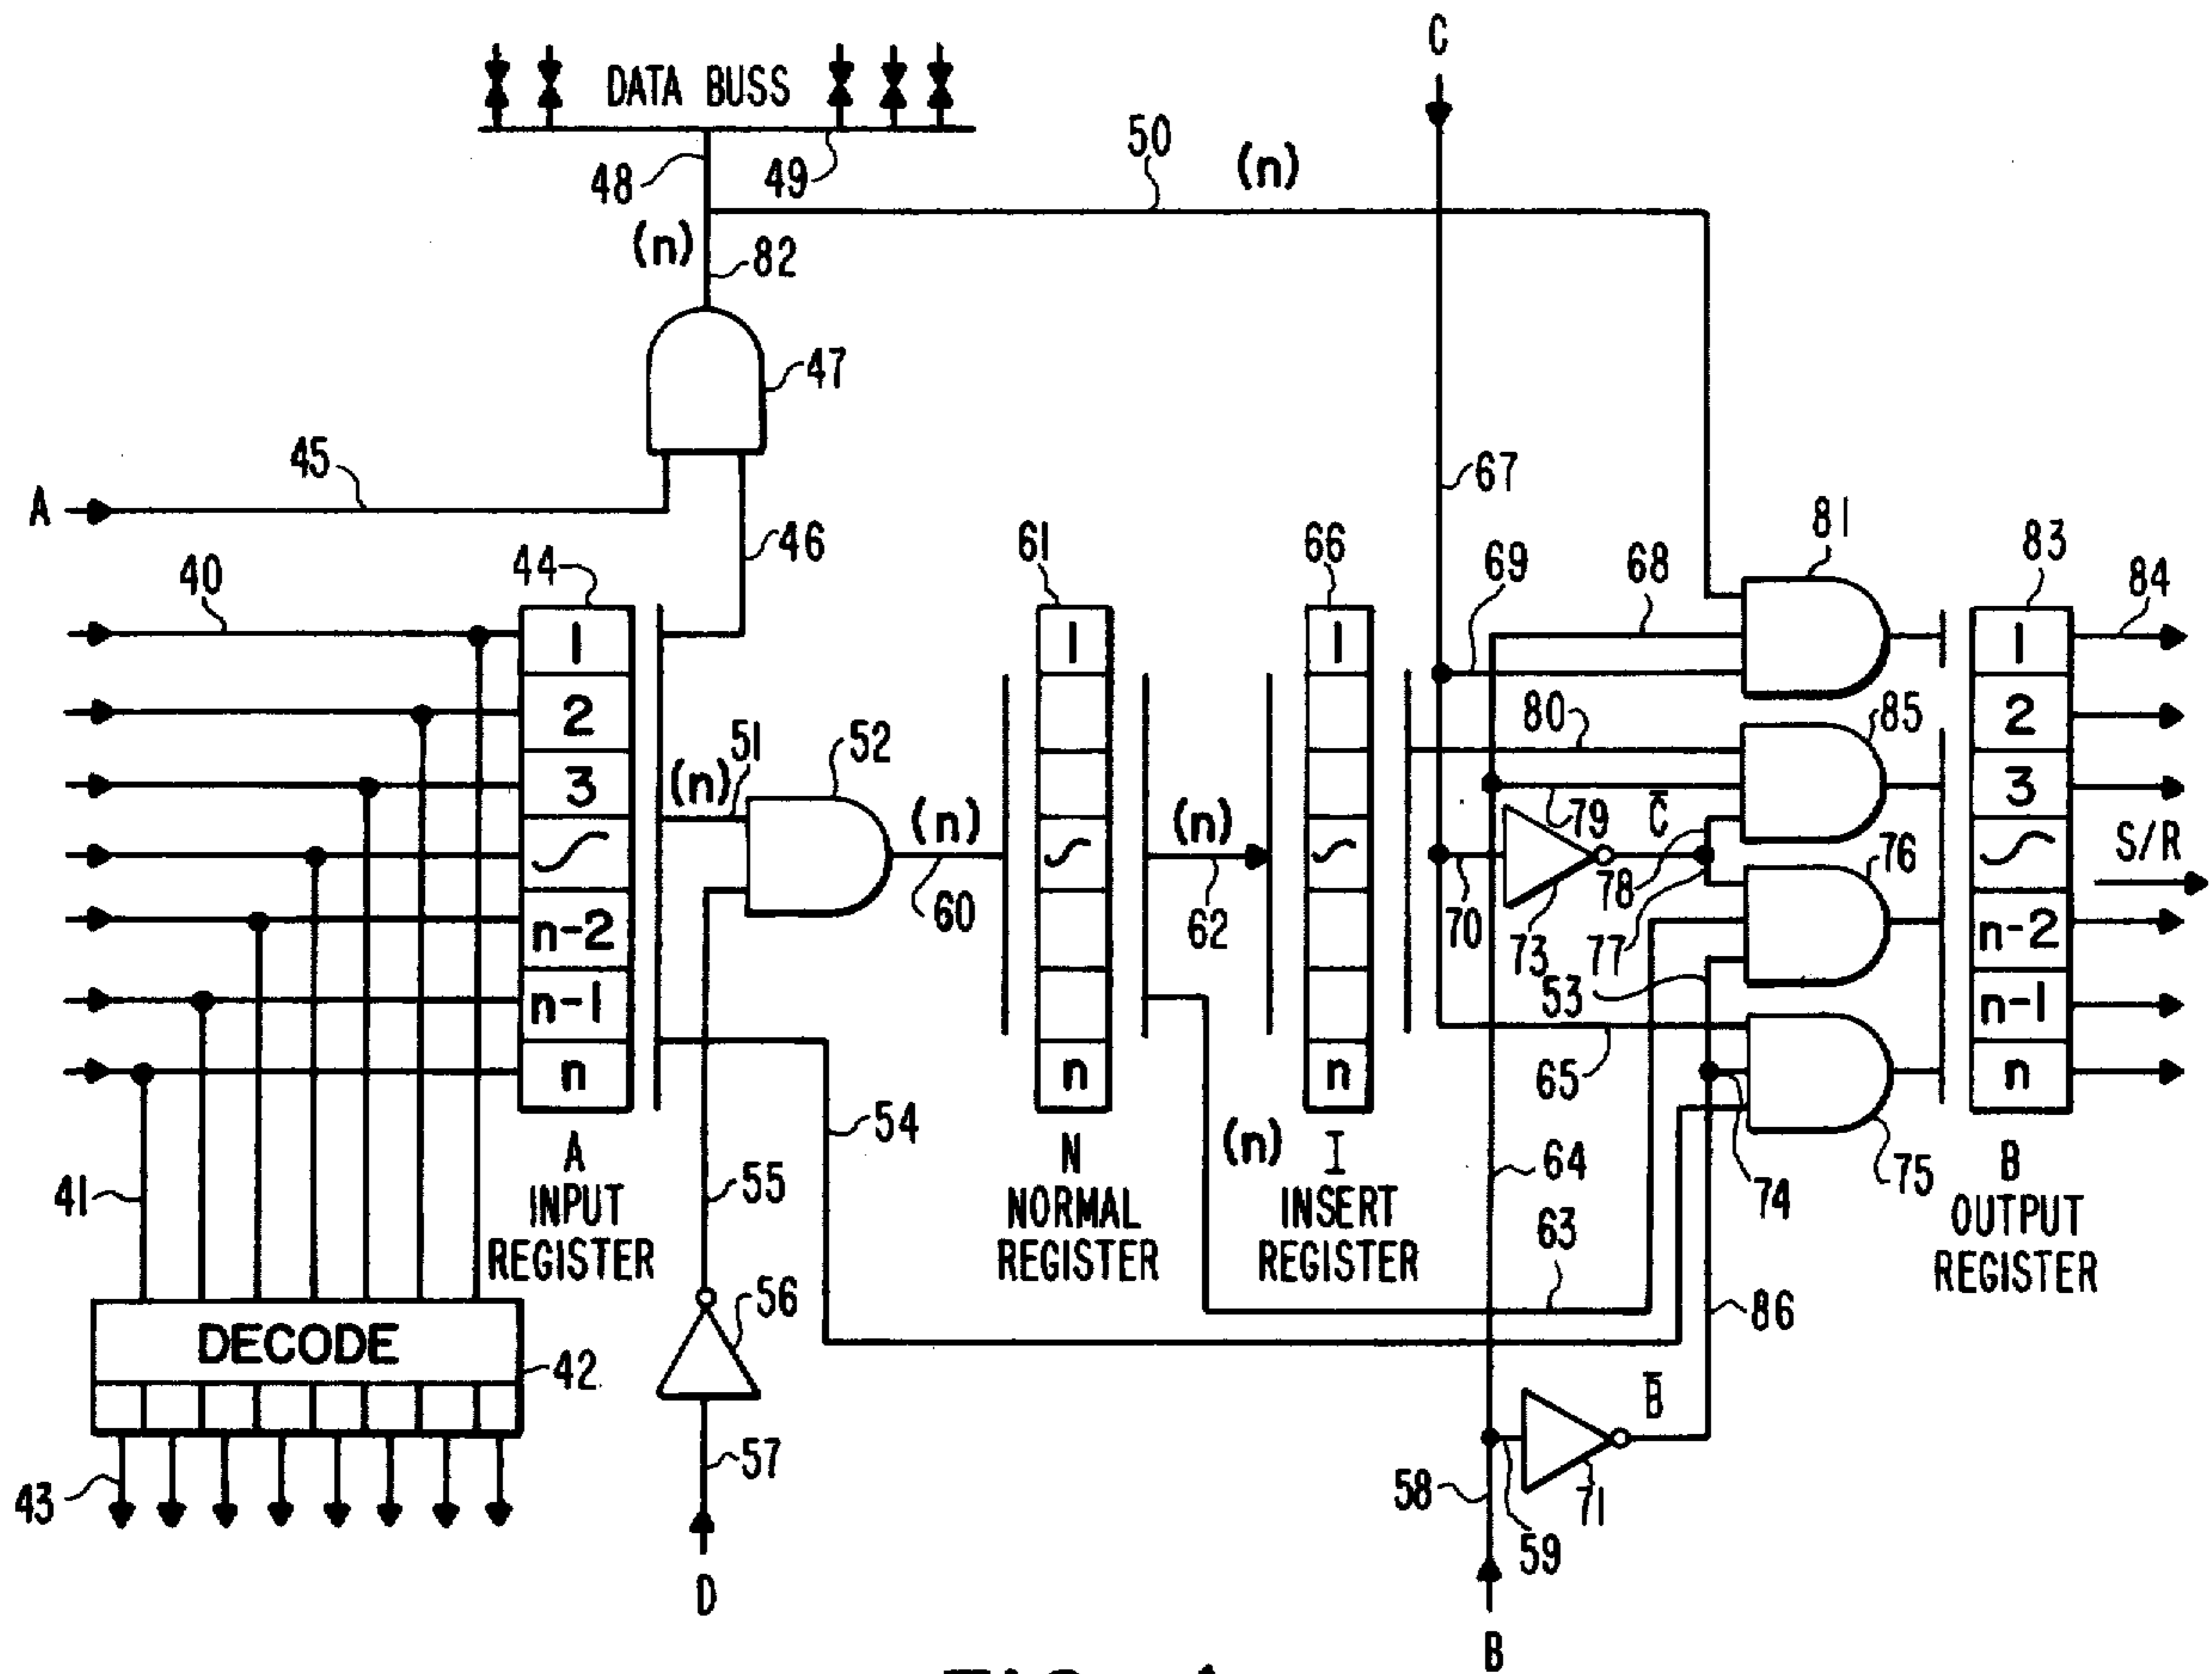 C
DATA BUSS
48
49
50
(n)
(n)
82
47
45
A
46
67
81
40
44
61
66
69
68
83
84
1
1
1
1
2
80
85
2
51
52
3
(n)
(n)
(n)
79
C̄
3
S/R
76
60
62
70
73
78
77
n-2
n-2
53
n-1
n-1
65
n
n
n
n
54
(n)
75
74
41
55
64
A
INPUT
REGISTER
N
NORMAL
REGISTER
I
INSERT
REGISTER
63
B
OUTPUT
REGISTER
56
86
DECODE
42
57
B̄
43
58
59
71
D
B